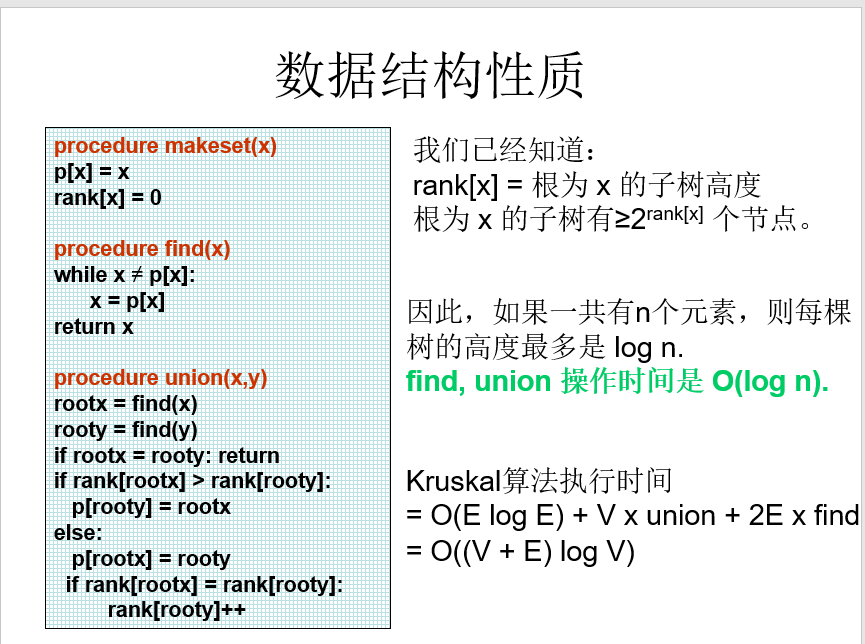 数据结构性质
procedure makeset(x)
p[x] = x
rank[x] = 0
procedure find(x)
while x ≠ p[x]:
x = p[x]
return x
procedure union(x,y)
rootx = find(x)
rooty = find(y)
if rootx = rooty: return
if rank[rootx] > rank[rooty]:
p[rooty] = rootx
else:
p[rootx] = rooty
if rank[rootx] = rank[rooty]:
rank[rooty]++
我们已经知道：
rank[x] = 根为 x 的子树高度
根为 x 的子树有≥2^rank[x] 个节点。
因此，如果一共有n个元素，则每棵
树的高度最多是 log n.
find, union 操作时间是 O(log n).
Kruskal算法执行时间
= O(E log E) + V x union + 2E x find
= O((V + E) log V)